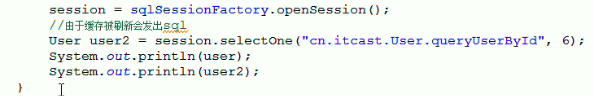 session = sqlSessionFactory.openSession();
//由于缓存被刷新会发出sql
User user2 = session.selectOne("cn.itcast.User.queryUserById", 6);
System.out.println(user);
System.out.println(user2);
}